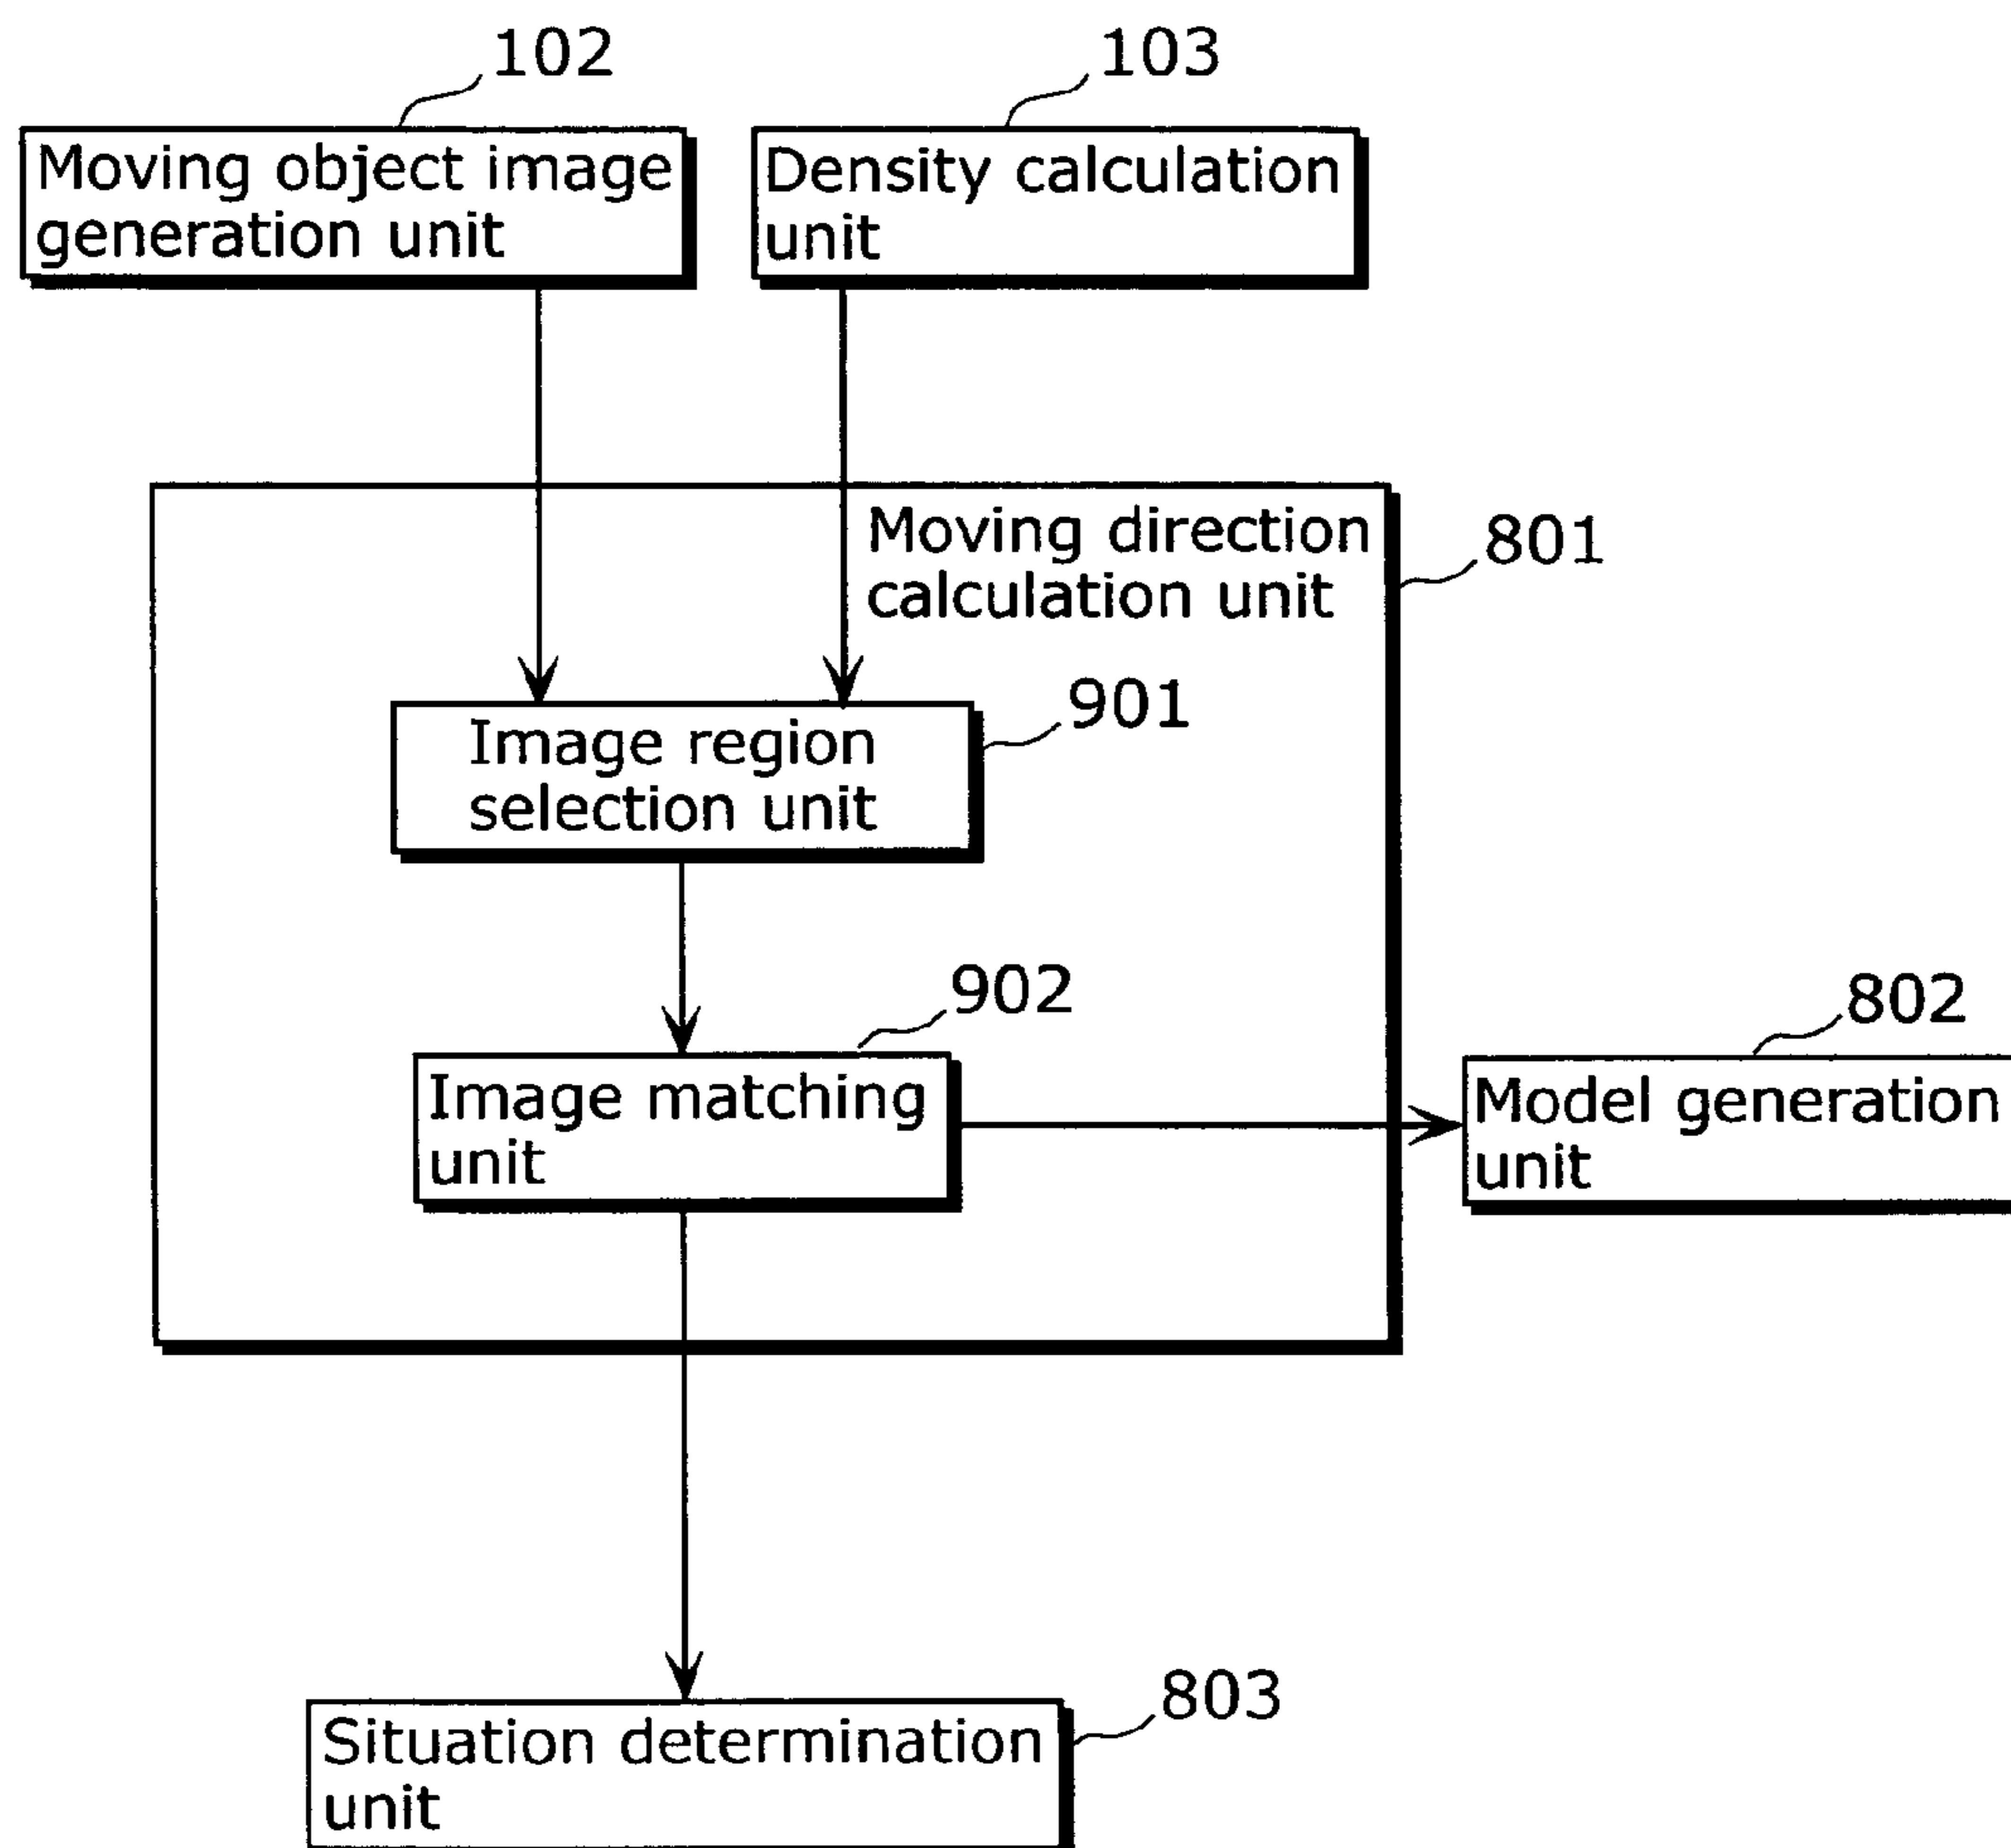 102
103
Moving object image
generation unit
Density calculation
unit
Moving direction
calculation unit
801
901
Image region
selection unit
902
802
Image matching
unit
Model generation
unit
803
Situation determination
unit